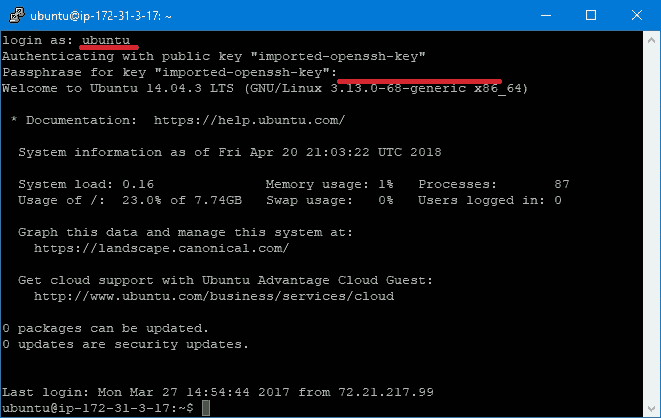 ubuntu@ip-172-31-3-17: ~
login as: ubuntu
Authenticating with public key "imported-openssh-key"
Passphrase for key "imported-openssh-key":
Welcome to Ubuntu 14.04.3 LTS (GNU/Linux 3.13.0-68-generic x86_64)
* Documentation:  https://help.ubuntu.com/
System information as of Fri Apr 20 21:03:22 UTC 2018
System load: 0.16 Memory usage: 1% Processes: 87
Usage of /: 23.0% of 7.74GB Swap usage: 0% Users logged in: 0
Graph this data and manage this system at:
https://landscape.canonical.com/
Get cloud support with Ubuntu Advantage Cloud Guest:
http://www.ubuntu.com/business/services/cloud
0 packages can be updated.
0 updates are security updates.
Last login: Mon Mar 27 14:54:44 2017 from 72.21.217.99
ubuntu@ip-172-31-3-17:~$